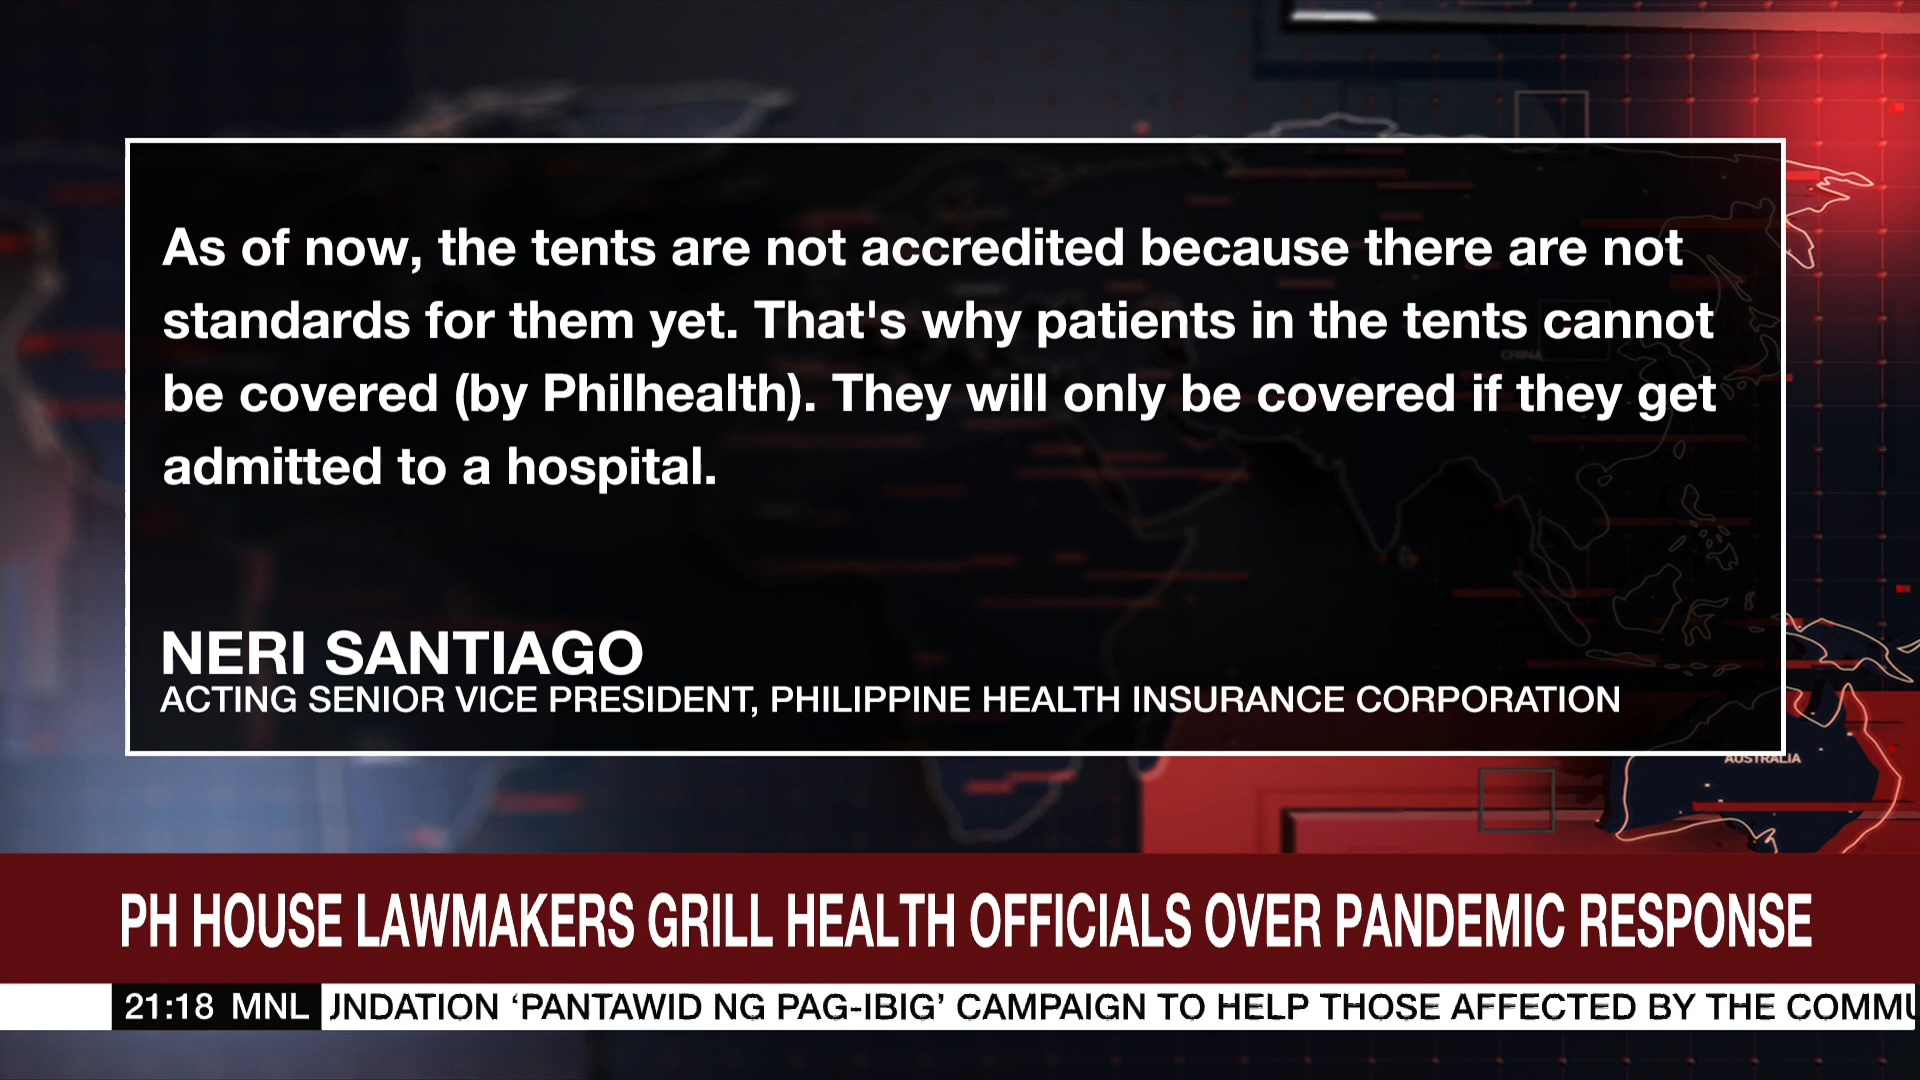 As of now, the tents are not accredited because there are not
standards for them yet. That's why patients in the tents cannot
be covered (by Philhealth). They will only be covered if they get
admitted to a hospital.
NERI SANTIAGO
ACTING SENIOR VICE PRESIDENT, PHILIPPINE HEALTH INSURANCE CORPORATION
CHINA
AUSTRALIA
PH HOUSE LAWMAKERS GRILL HEALTH OFFICIALS OVER PANDEMIC RESPONSE
21:18 MNL UNDATION ‘PANTAWID NG PAG-IBIG’ CAMPAIGN TO HELP THOSE AFFECTED BY THE COMMU